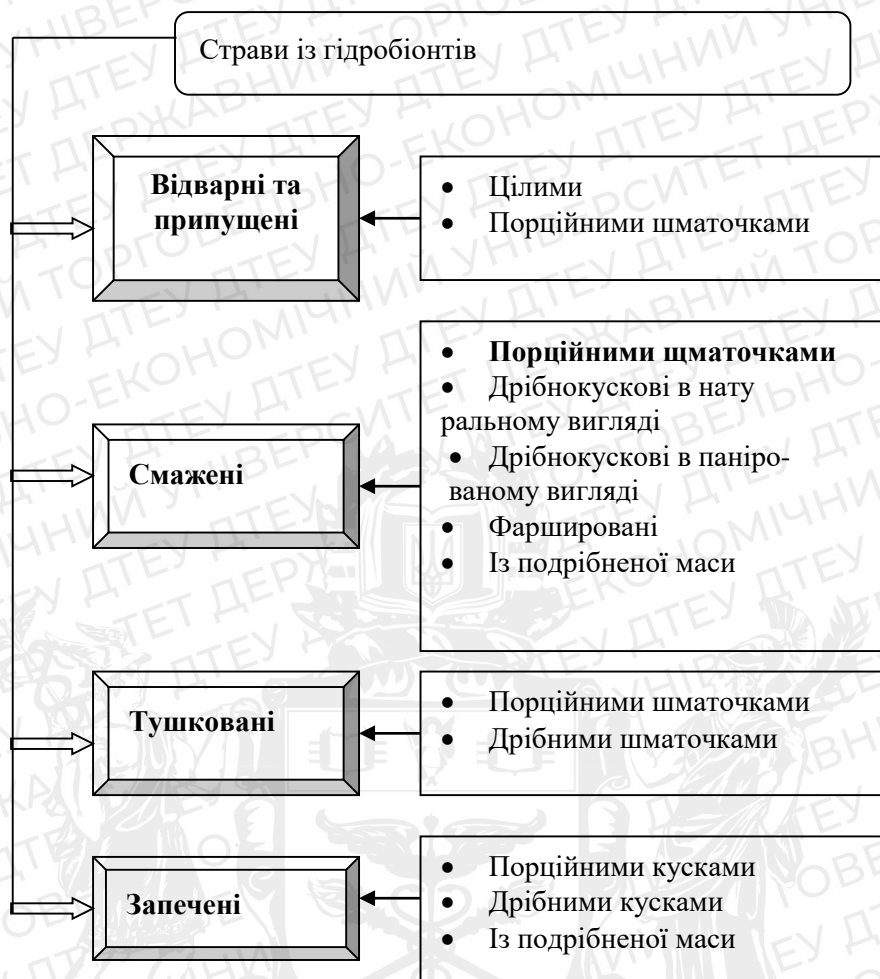 Страви із гідробіонтів
Відварні та
припущені
• Цілими
• Порційними шматочками
Смажені
• Порційними щматочками
• Дрібнокускові в нату
ральному вигляді
• Дрібнокускові в паніро-
ваному вигляді
• Фаршировані
• Із подрібненої маси
Тушковані
• Порційними шматочками
• Дрібними шматочками
Запечені
• Порційними кусками
• Дрібними кусками
• Із подрібненої маси